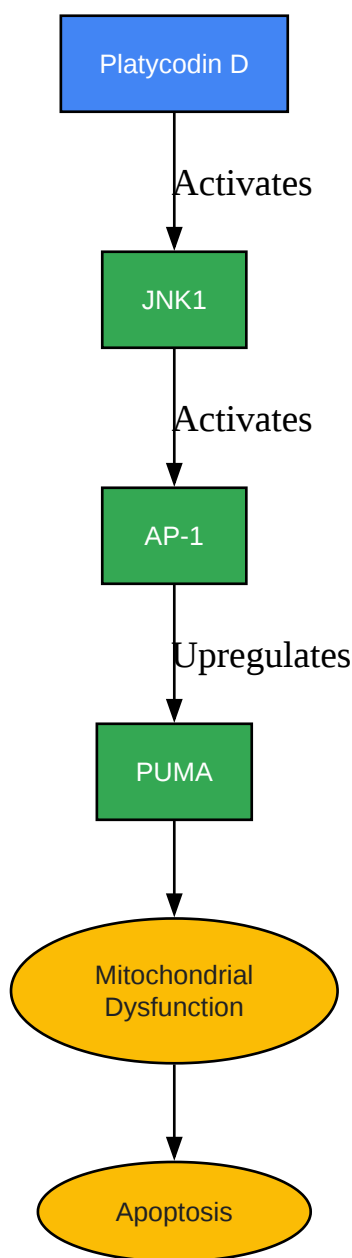 Platycodin D
Activates
JNK1
Activates
AP-1
Upregulates
PUMA
Mitochondrial
Dysfunction
Apoptosis